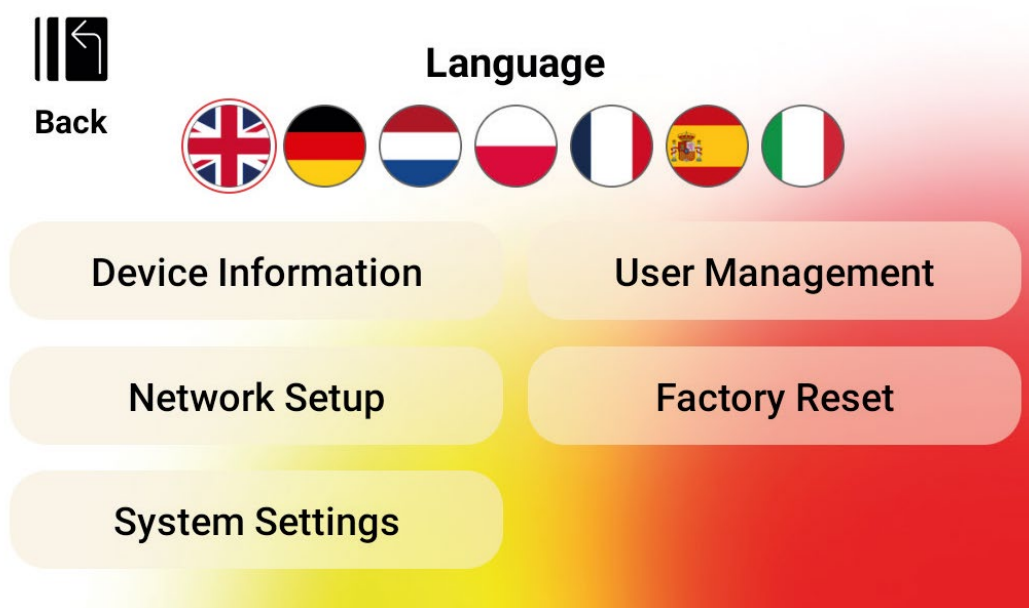 Language
Back
Device Information
User Management
Network Setup
Factory Reset
System Settings